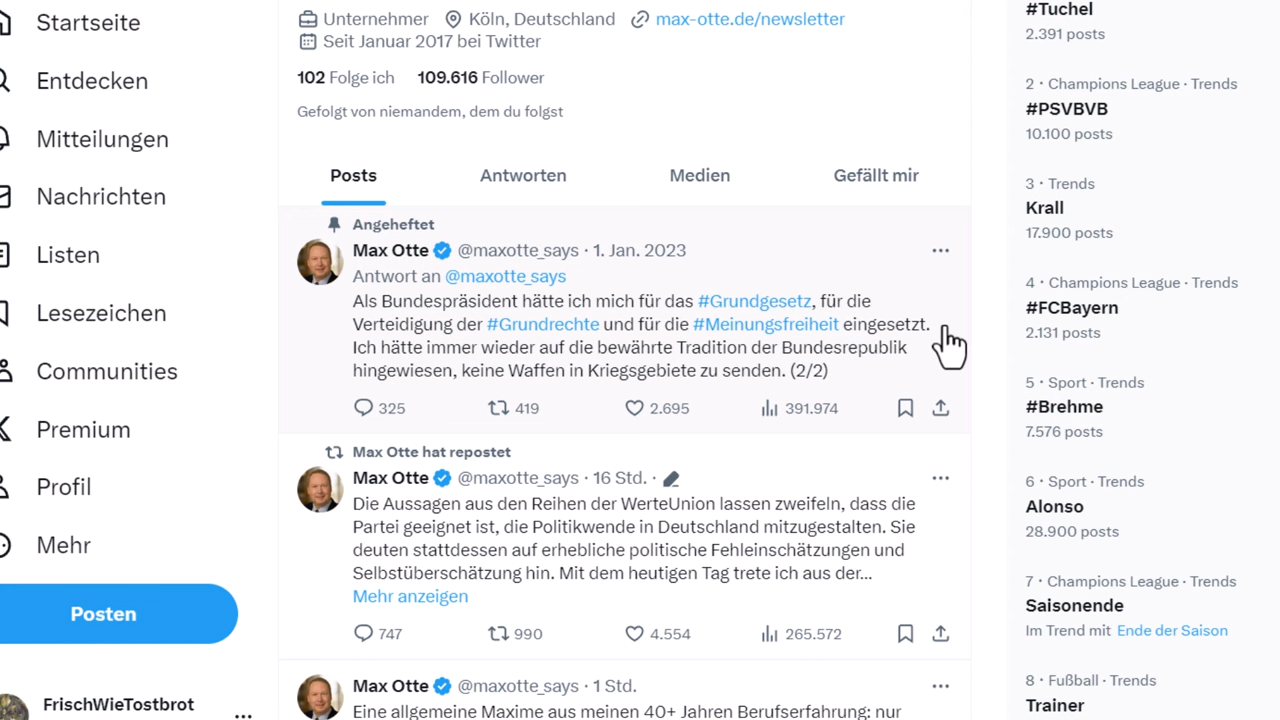 Startseite
Entdecken
Mitteilungen
Nachrichten
Listen
Lesezeichen
Communities
Premium
Profil
Mehr
Posten
FrischWieTostbrot
Unternehmer Köln, Deutschland max-otte.de/newsletter
Seit Januar 2017 bei Twitter
102 Folge ich 109.616 Follower
Gefolgt von niemandem, dem du folgst
Posts Antworten Medien Gefällt mir
Angeheftet
Max Otte @maxotte_says · 1. Jan. 2023
Antwort an @maxotte_says
Als Bundespräsident hätte ich mich für das #Grundgesetz, für die
Verteidigung der #Grundrechte und für die #Meinungsfreiheit eingesetzt.
Ich hätte immer wieder auf die bewährte Tradition der Bundesrepublik
hingewiesen, keine Waffen in Kriegsgebiete zu senden. (2/2)
325 419 2.695 391.974
Max Otte hat repostet
Max Otte @maxotte_says · 16 Std. ·
Die Aussagen aus den Reihen der WerteUnion lassen zweifeln, dass die
Partei geeignet ist, die Politikwende in Deutschland mitzugestalten. Sie
deuten stattdessen auf erhebliche politische Fehleinschätzungen und
Selbstüberschätzung hin. Mit dem heutigen Tag trete ich aus der...
Mehr anzeigen
747 990 4.554 265.572
Max Otte @maxotte_says · 1 Std.
Eine allgemeine Maxime aus meinen 40+ Jahren Berufserfahrung: nur
#Tuchel
2.391 posts
2 · Champions League · Trends
#PSVBVB
10.100 posts
3 · Trends
Krall
17.900 posts
4 · Champions League · Trends
#FCBayern
2.131 posts
5 · Sport · Trends
#Brehme
7.576 posts
6 · Sport · Trends
Alonso
28.900 posts
7 · Champions League · Trends
Saisonende
Im Trend mit Ende der Saison
8 · Fußball · Trends
Trainer